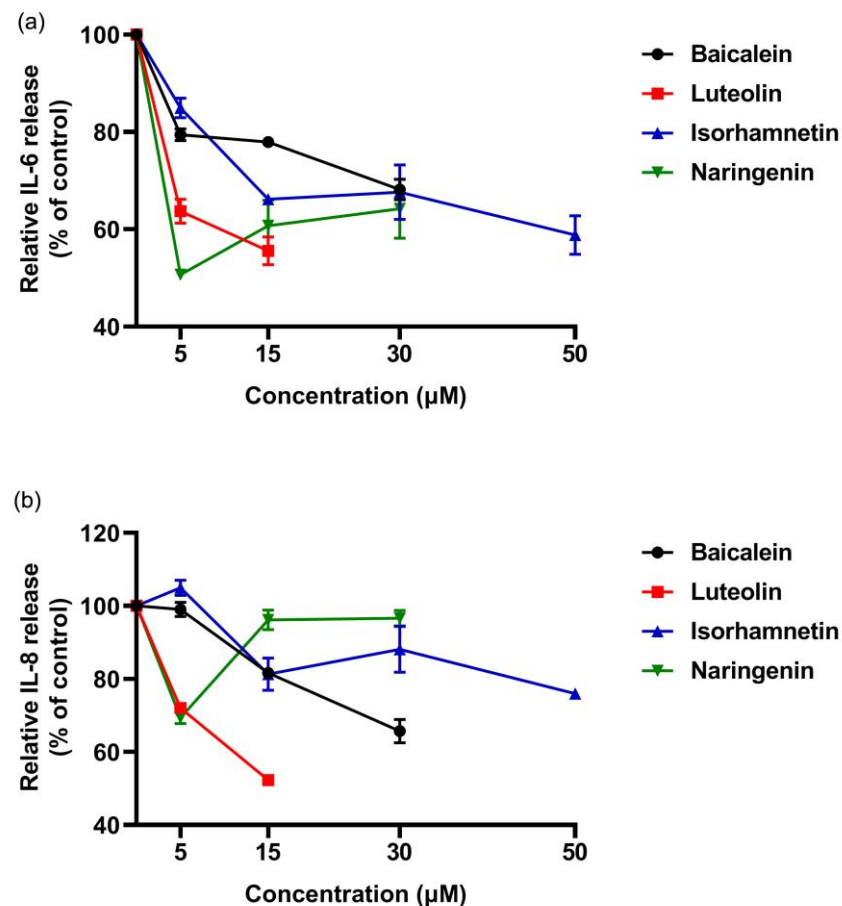 (a)
100
80
60
40
Relative IL-6 release
(% of control)
5 15 30 50
Concentration (µM)
Baicalein
Luteolin
Isorhamnetin
Naringenin
(b)
120
100
80
60
40
Relative IL-8 release
(% of control)
5 15 30 50
Concentration (µM)
Baicalein
Luteolin
Isorhamnetin
Naringenin